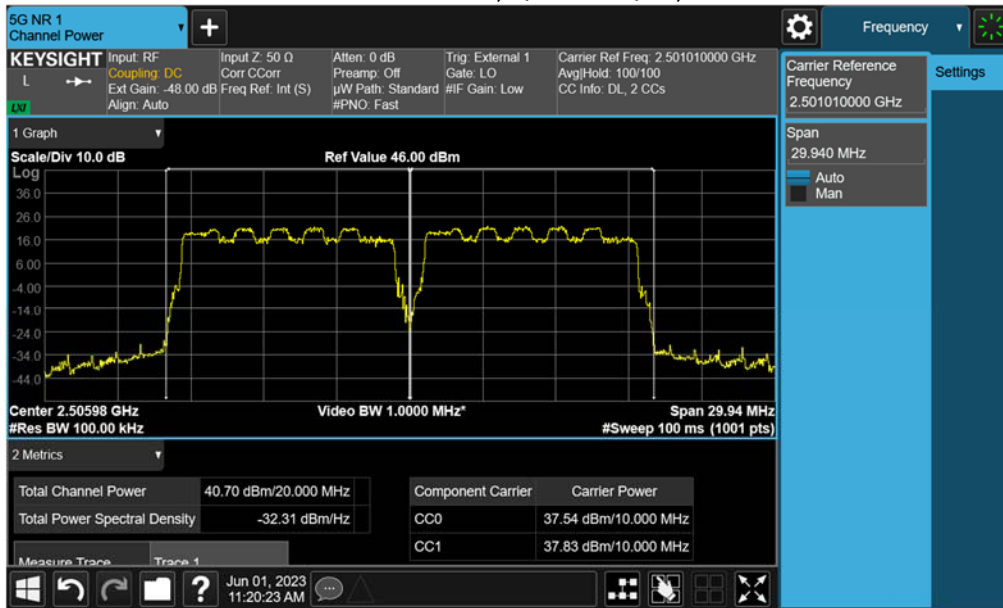 5G NR 1
Channel Power
+
Frequency
KEYSIGHT
L
LXI
Input: RF
Coupling: DC
Ext Gain: -48.00 dB
Align: Auto
Input Z: 50 Ω
Corr CCorr
Freq Ref: Int (S)
Atten: 0 dB
Preamp: Off
µW Path: Standard
#PNO: Fast
Trig: External 1
Gate: LO
#IF Gain: Low
Carrier Ref Freq: 2.501010000 GHz
Avg|Hold: 100/100
CC Info: DL, 2 CCs
Carrier Reference
Frequency
2.501010000 GHz
Settings
Span
29.940 MHz
Auto
Man
1 Graph
Scale/Div 10.0 dB
Ref Value 46.00 dBm
Log
36.0
26.0
16.0
6.00
-4.00
-14.0
-24.0
-34.0
-44.0
Center 2.50598 GHz
#Res BW 100.00 kHz
Video BW 1.0000 MHz*
Span 29.94 MHz
#Sweep 100 ms (1001 pts)
2 Metrics
Total Channel Power 40.70 dBm/20.000 MHz
Total Power Spectral Density -32.31 dBm/Hz
Component Carrier Carrier Power
CC0 37.54 dBm/10.000 MHz
CC1 37.83 dBm/10.000 MHz
Measure Trace Trace 1
?
Jun 01, 2023
11:20:23 AM